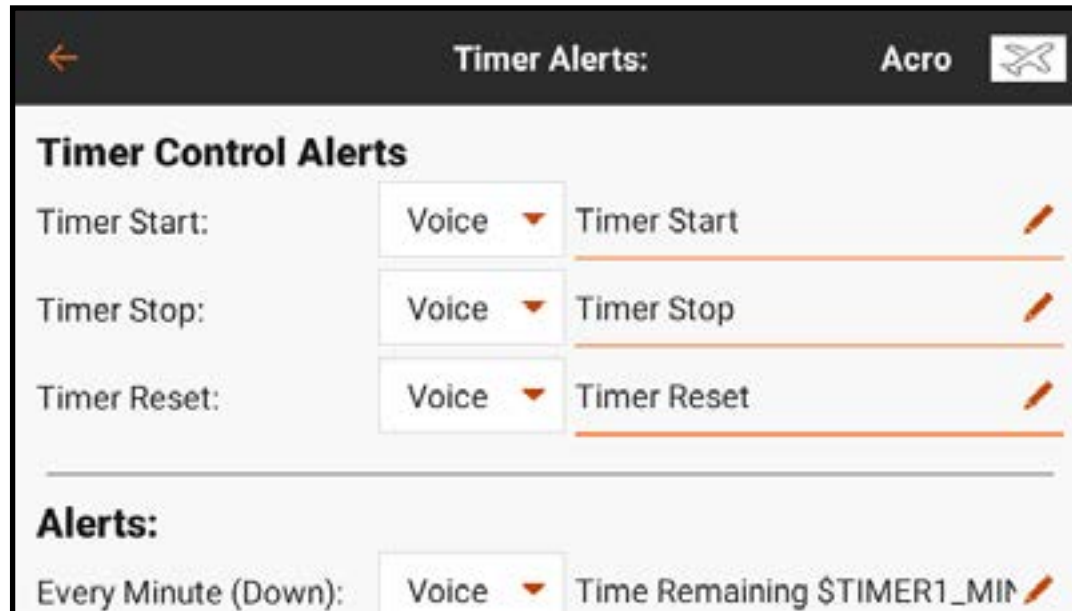 Timer Alerts: Acro
Timer Control Alerts
Timer Start: Voice Timer Start
Timer Stop: Voice Timer Stop
Timer Reset: Voice Timer Reset
Alerts:
Every Minute (Down): Voice Time Remaining $TIMER1_MIN